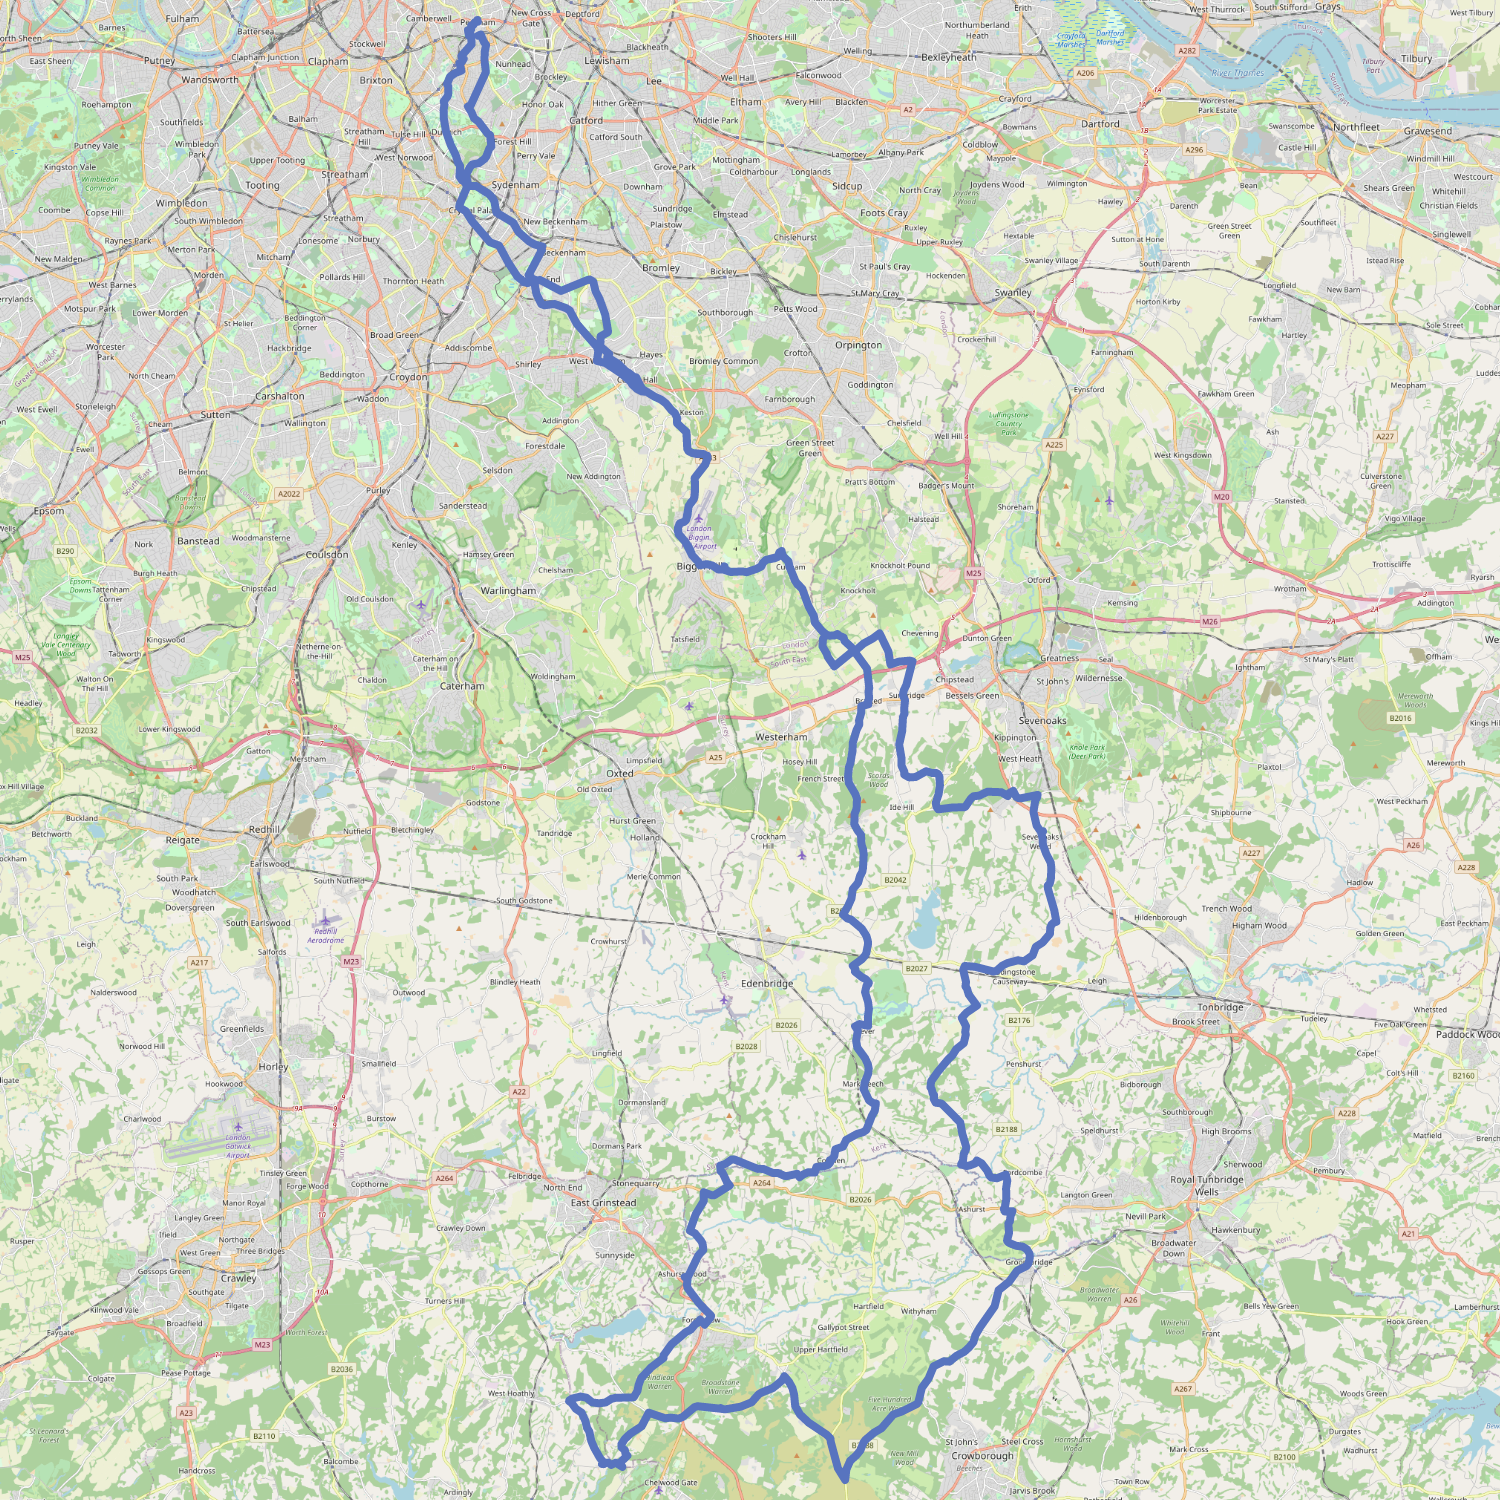 Fulham
Camberwell
New Cross
Gate
Deptford
Erith
West Thurrock
South Stifford
Grays
West Tilbury
Barnes
Battersea
Peckham
Northumberland
Heath
Crayford
Marshes
Dartford
Marshes
A282
North Sheen
Stockwell
Blackheath
Shooters Hill
East Sheen
Putney
Clapham Junction
Clapham
Nunhead
Lewisham
Welling
Bexleyheath
Tilbury
Wandsworth
Brixton
Brockley
Lee
Well Hall
Falconwood
A206
River Thames
Tilbury
Port
Roehampton
Honor Dak
Hither Green
Eltham
Avery Hill
Blackfen
A2
Crayford
Worcester
Park Estate
Southfields
Balham
Streatham
Hill
Tulse Hill
Dulwich
Catford
Middle Park
Dartford
Swanscombe
Northfleet
Gravesend
Putney Vale
Wimbledon
Park
Upper Tooting
West Norwood
Forest Hill
Catford South
Perry Vale
Grove Park
Mottingham
Lamorbey
Albany Park
Bowmans
Coldblow
Maypole
A296
Castle Hill
Windmill Hill
Kingston Vale
Wimbledon
Common
Tooting
Streatham
Sydenham
Downham
Coldharbour
Longlands
Sidcup
North Cray
Joydens Wood
Joydens
Wood
Wilmington
Bean
Shears Green
Westcourt
Whitehill
Christian Fields
Coombe
Copse Hill
Wimbledon
South Wimbledon
Streatham
Crystal Palace
New Beckenham
Sundridge
Elmstead
Foots Cray
Hawley
Darenth
Southfleet
Singlewell
Raynes Park
Merton Park
Lonesome
Norbury
Beckenham
Plaistow
Chislehurst
Ruxley
Upper Ruxley
Hextable
Sutton at Hone
Green Street
Green
New Malden
Morden
Mitcham
Pollards Hill
Thornton Heath
Bromley
Bickley
St Paul's Cray
Hockenden
Swanley Village
South Darenth
Istead Rise
West Barnes
Motspur Park
Lower Morden
St Helier
Beddington
Corner
Southborough
Petts Wood
St Mary Cray
Swanley
Horton Kirby
Longfield
New Barn
Worcester
Park
Hackbridge
Broad Green
Addiscombe
Shirley
West Wickham
Hayes
Bromley Common
Crofton
Orpington
Crockenhill
Farningham
Fawkham
Hartley
Sole Street
North Cheam
Beddington
Croydon
Coney Hall
Goddington
Eynsford
Fawkham Green
Meopham
Stoneleigh
Carshalton
Waddon
West Ewell
Cheam
Sutton
Wallington
Addington
Keston
Farnborough
Chelsfield
Lullingstone
Country
Park
Ash
A227
Ewell
Forestdale
Green Street
Green
Well Hill
A225
West Kingsdown
Belmont
Purley
Selsdon
New Addington
Pratt's Bottom
Badger's Mount
M20
Culverstone
Green
Banstead
Downs
A2022
Sanderstead
London
Biggin
Airport
Halstead
Shoreham
Stansted
Vigo Village
Epsom
Banstead
Woodmansterne
Kenley
Hamsey Green
B290
Nork
Coulsdon
Burgh Heath
Chipstead
Chelsham
Cudham
Knockholt Pound
M25
Otford
Trottiscliffe
Epsom
Downs
Tattenham
Corner
Old Coulsdon
Warlingham
Knockholt
Kemsing
Wrotham
Addington
Ryarsh
Kingswood
Tatsfield
Chevening
Dunton Green
M26
Langley
Vale Centenary
Wood
Tadworth
Netherne-on-
the-Hill
Caterham on
the Hill
Woldingham
Greatness
Seal
Ightham
St Mary's Platt
Offham
M25
Walton On
The Hill
Chaldon
Caterham
Chipstead
Bessels Green
St John's
Wildernesse
Headley
Brasted
Sundridge
Sevenoaks
Mereworth
Woods
B2016
B2032
Lower Kingswood
Gatton
Merstham
Westerham
Kippington
Knole Park
(Deer Park)
A25
Limpsfield
Hosey Hill
French Street
Scords
Wood
West Heath
Plaxtol
Mereworth
Box Hill Village
Oxted
Old Oxted
Ide Hill
Godstone
Buckland
Redhill
Nutfield
Bletchingley
Tandridge
Hurst Green
Holland
Crockham
Hill
Sevenoaks
Weald
Shipbourne
West Peckham
Betchworth
Reigate
Earlswood
Merle Common
B2042
B2227
A26
A228
South Park
Woodhatch
Doversgreen
South Nutfield
South Godstone
Hadlow
Leigh
South Earlswood
Redhill
Aerodrome
Crowhurst
Hildenborough
Trench Wood
Higham Wood
Golden Green
East Peckham
Salfords
A217
M23
B2027
Edenbridge
Chiddingstone
Causeway
Leigh
Nalderswood
Outwood
Blindley Heath
Tonbridge
Whetsted
Five Oak Green
Greenfields
B2026
B2176
Brook Street
Tudeley
Paddock Wood
Norwood Hill
Lingfield
B2028
Hever
Penshurst
Capel
Colt's Hill
B2160
Horley
Smallfield
Hookwood
A22
Mark Beech
Bidborough
A228
Charlwood
Burstow
Dormansland
Southborough
Matfield
London
Gatwick
Airport
B2188
Speldhurst
High Brooms
Brenchley
Tinsley Green
Dormans Park
Kent
Sherwood
Pembury
Forge Wood
Copthorne
A264
Felbridge
North End
Stonequarry
A264
Cowden
Fordcombe
Langton Green
Royal Tunbridge
Wells
Manor Royal
East Grinstead
B2026
Ashurst
Langley Green
Crawley Down
Nevill Park
Hawkenbury
Ifield
Northgate
Rusper
West Green
Three Bridges
Sunnyside
Broadwater
Down
A21
Gossops Green
Crawley
Southgate
Ashurst Wood
Groombridge
Tilgate
Turners Hill
Hartfield
Broadwater
Warren
A26
Kilnwood Vale
Broadfield
Worth Forest
Forest Row
Withyham
Bells Yew Green
Lamberhurst
Faygate
M23
Gallypot Street
Whitehill
Wood
Frant
Hook Green
Pease Pottage
B2036
Upper Hartfield
Colgate
West Hoathly
Hindleap
Warren
Broadstone
Warren
Five Hundred
Acre Wood
A267
Woods Green
A23
B2110
B2188
St John's
Steel Cross
Mark Cross
Durgates
St Leonard's
Forest
Handcross
Balcombe
Crowborough
Hornshurst
Wood
B2100
Wadhurst
Chelwood Gate
New Mill
Wood
Beeches
Town Row
Ardingly
Jarvis Brook